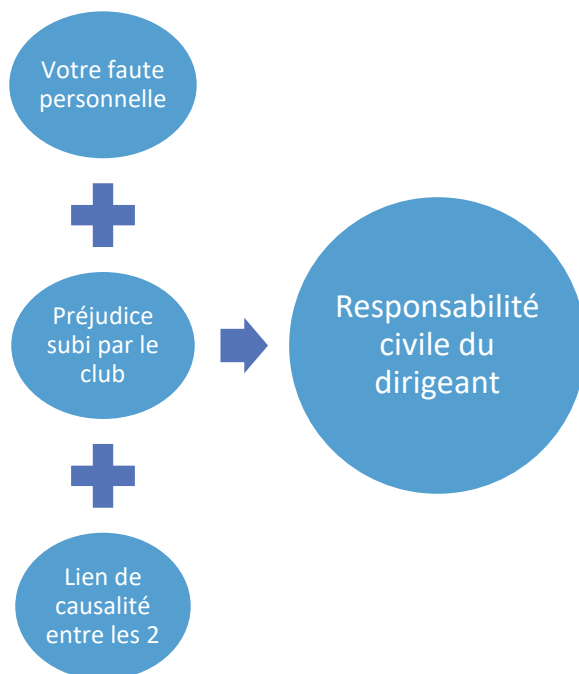 Votre faute
personnelle
Préjudice
subi par le
club
Lien de
causalité
entre les 2
Responsabilité
civile du
dirigeant